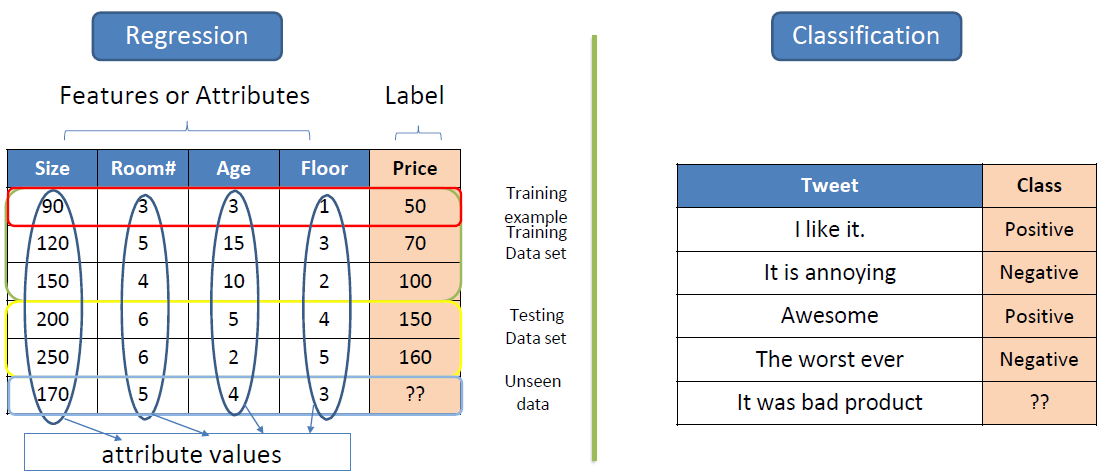 Regression
Features or Attributes Label
Size Room# Age Floor Price
90 3 3 1 50
120 5 15 3 70
150 4 10 2 100
200 6 5 4 150
250 6 2 5 160
170 5 4 3 ??
Training
example
Training
Data set
Testing
Data set
Unseen
data
attribute values
Classification
Tweet Class
I like it. Positive
It is annoying Negative
Awesome Positive
The worst ever Negative
It was bad product ??